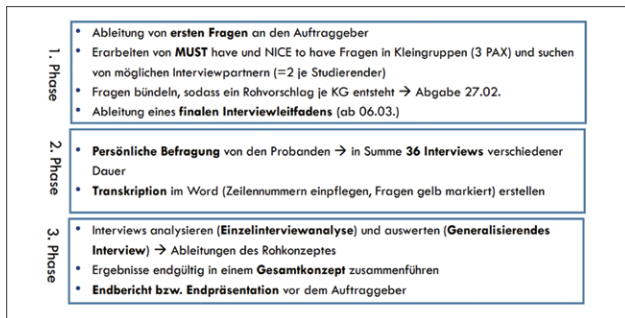 1. Phase
• Ableitung von ersten Fragen an den Auftraggeber
• Erarbeiten von MUST have und NICE to have Fragen in Kleingruppen (3 PAX) und suchen
von möglichen Interviewpartnern (=2 je Studierender)
• Fragen bündeln, sodass ein Rohvorschlag je KG entsteht → Abgabe 27.02.
• Ableitung eines finalen Interviewleitfadens (ab 06.03.)
2. Phase
• Persönliche Befragung von den Probanden → in Summe 36 Interviews verschiedener
Dauer
• Transkription im Word (Zeilennummern einpflegen, Fragen gelb markiert) erstellen
3. Phase
• Interviews analysieren (Einzelinterviewanalyse) und auswerten (Generalisierendes
Interview) → Ableitungen des Rohkonzeptes
• Ergebnisse endgültig in einem Gesamtkonzept zusammenführen
• Endbericht bzw. Endpräsentation vor dem Auftraggeber